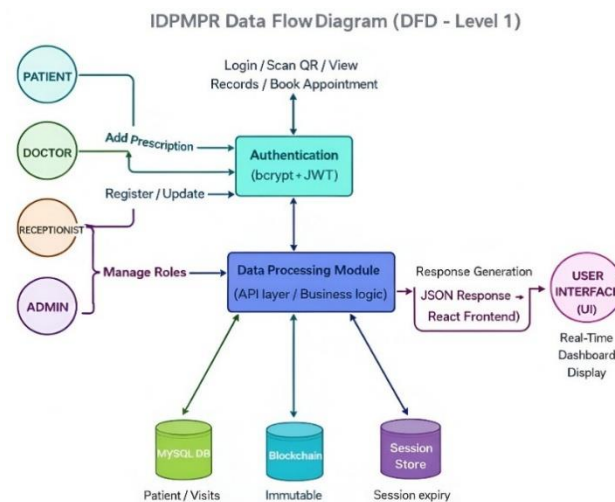 IDPMPR Data Flow Diagram (DFD - Level 1)
PATIENT
Login / Scan QR / View
Records / Book Appointment
Add Prescription
DOCTOR
Authentication
(bcrypt + JWT)
Register / Update
RECEPTIONIST
Manage Roles
ADMIN
Data Processing Module
(API layer / Business logic)
Response Generation
JSON Response →
React Frontend)
USER
INTERFACE
(UI)
Real-Time
Dashboard
Display
MYSQL DB
Patient / Visits
Blockchain
Immutable
Session
Store
Session expiry